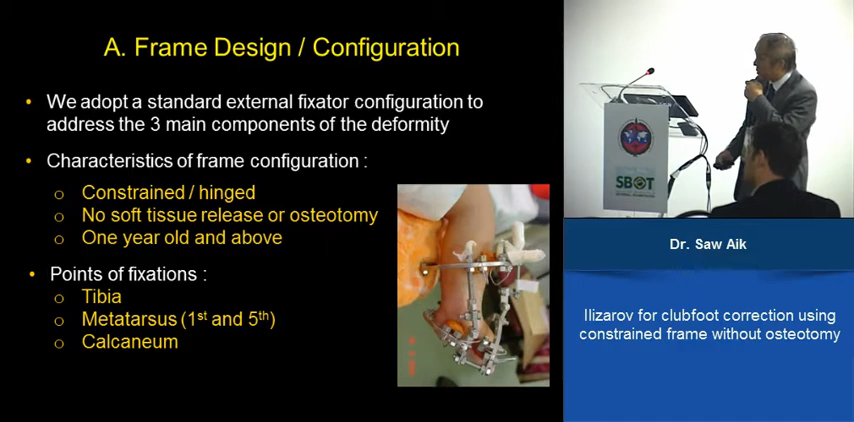 A. Frame Design / Configuration
• We adopt a standard external fixator configuration to
address the 3 main components of the deformity
• Characteristics of frame configuration :
o Constrained / hinged
o No soft tissue release or osteotomy
o One year old and above
• Points of fixations :
o Tibia
o Metatarsus (1st and 5th)
o Calcaneum
SBOT
Dr. Saw Aik
Ilizarov for clubfoot correction using
constrained frame without osteotomy